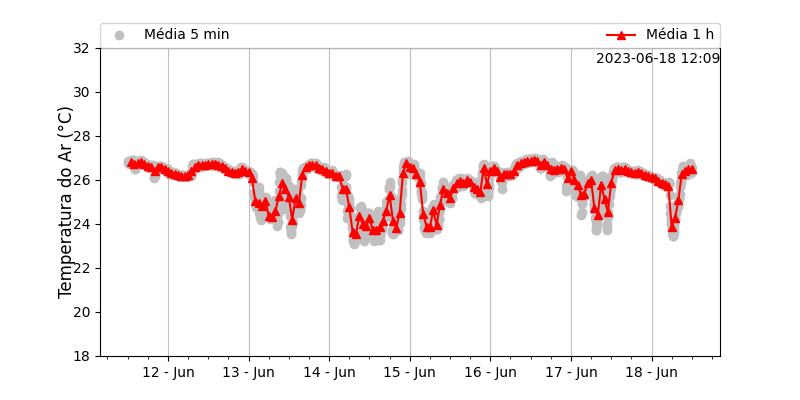 Média 5 min
Média 1 h
2023-06-18 12:09
Temperatura do Ar (°C)
32
30
28
26
24
22
20
18
12 - Jun
13 - Jun
14 - Jun
15 - Jun
16 - Jun
17 - Jun
18 - Jun